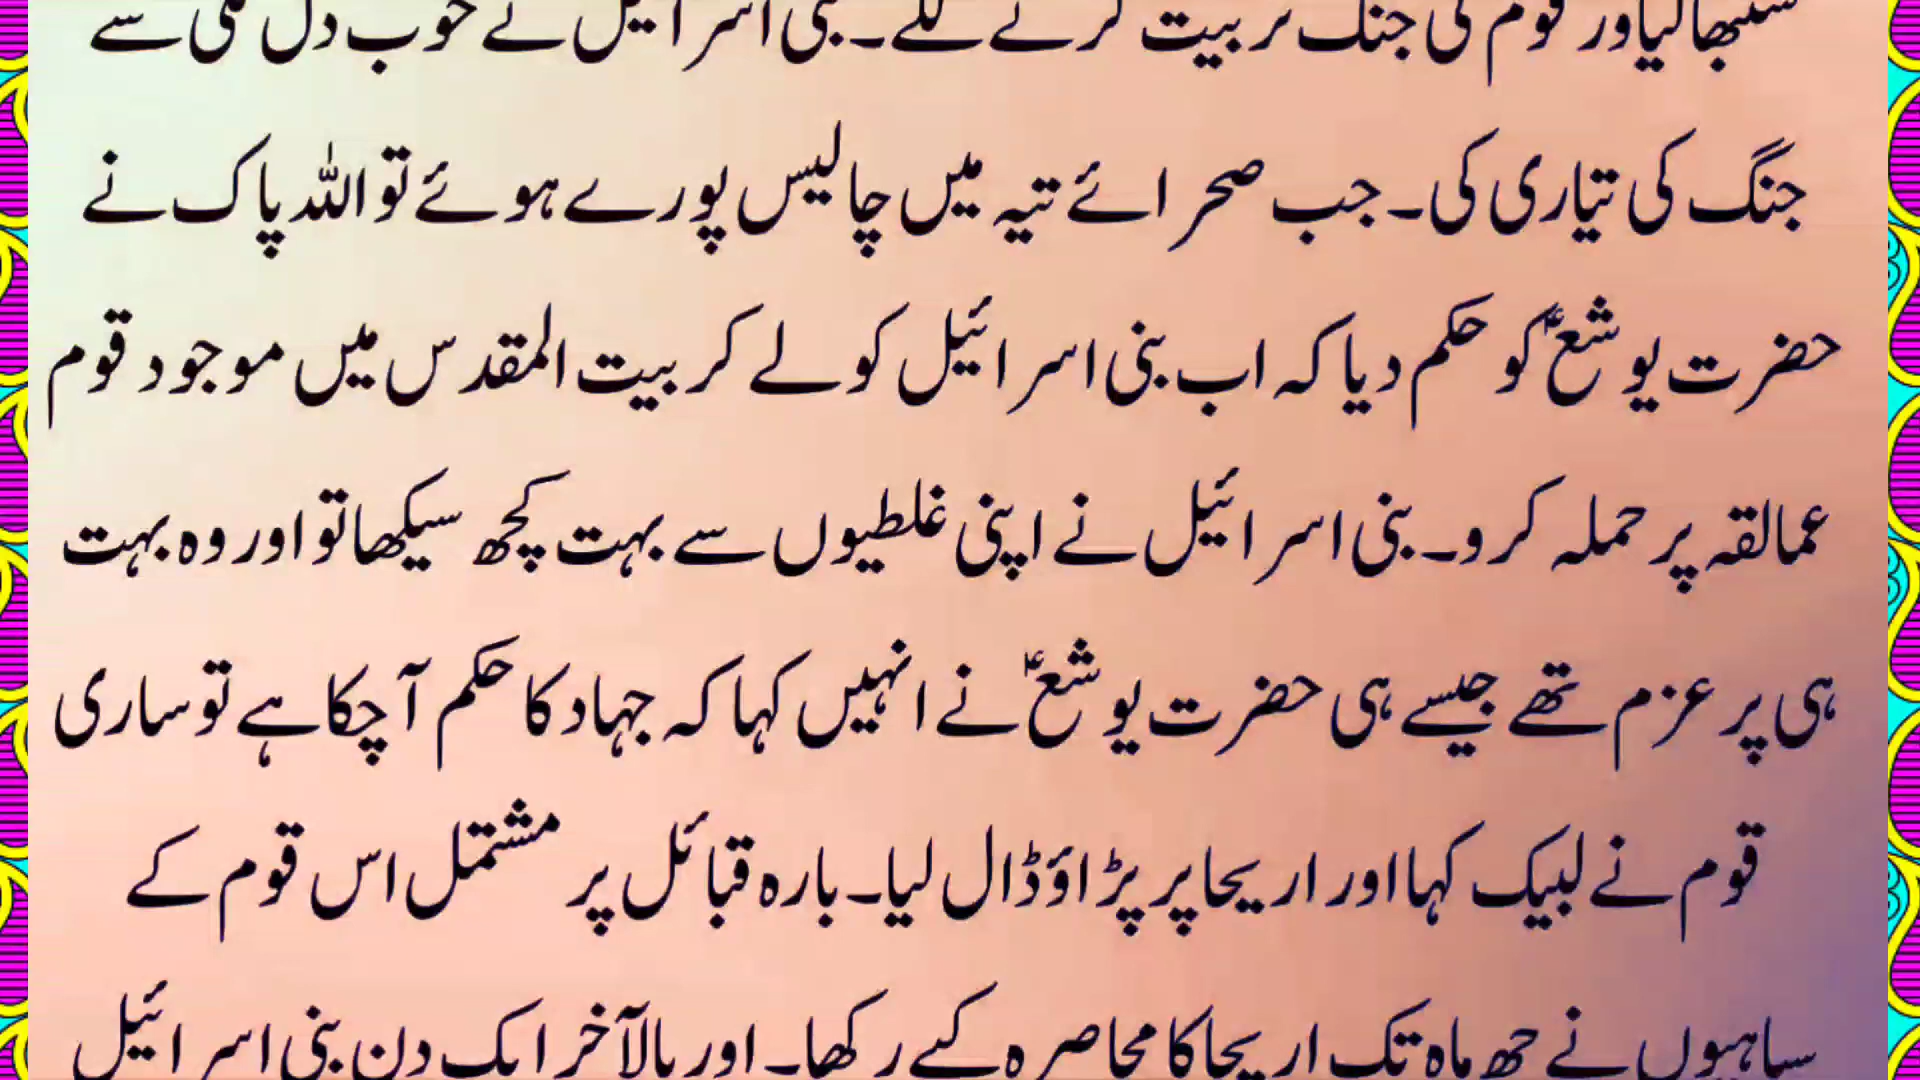 سنبھالیا اور قوم کی جنگ تربیت کرنے لگے۔ بنی اسرائیل نے خوب دل لگی سے
جنگ کی تیاری کی۔ جب صحرائے تیہ میں چالیس پورے ہوئے تو اللہ پاک نے
حضرت یوشعؑ کو حکم دیا کہ اب بنی اسرائیل کو لے کر بیت المقدس میں موجود قوم
عمالقہ پر حملہ کرو۔ بنی اسرائیل نے اپنی غلطیوں سے بہت کچھ سیکھا تو اور وہ بہت
ہی پر عزم تھے جیسے ہی حضرت یوشعؑ نے انہیں کہا کہ جہاد کا حکم آچکا ہے تو ساری
قوم نے لبیک کہا اور اریحا پر پڑاؤ ڈال لیا۔ بارہ قبائل پر مشتمل اس قوم کے
سپاہیوں نے چھ ماہ تک اریحا کا محاصرہ کیے رکھا۔ اور بالآخر ایک دن بنی اسرائیل